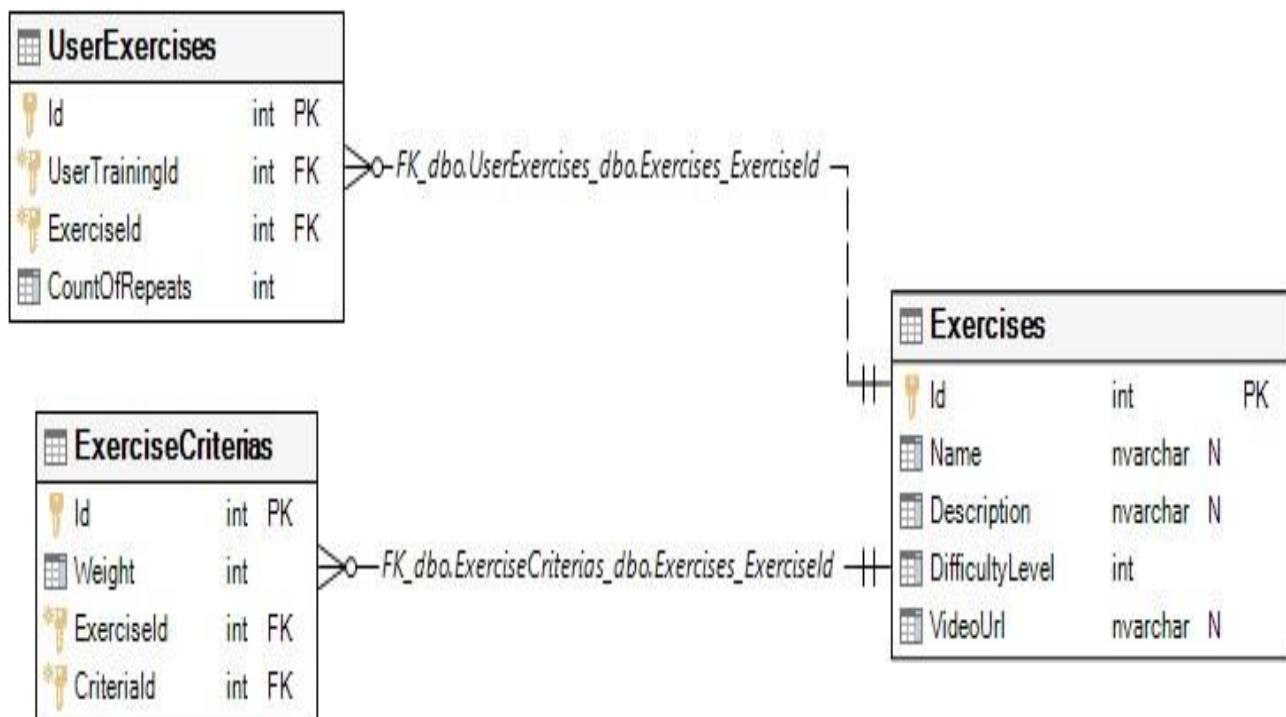 UserExercises
Id int PK
UserTrainingId int FK
ExerciseId int FK
CountOfRepeats int
FK_dbo.UserExercises_dbo.Exercises_ExerciseId
Exercises
Id int PK
Name nvarchar N
Description nvarchar N
DifficultyLevel int
VideoUrl nvarchar N
ExerciseCriterias
Id int PK
Weight int
ExerciseId int FK
CriteriaId int FK
FK_dbo.ExerciseCriterias_dbo.Exercises_ExerciseId